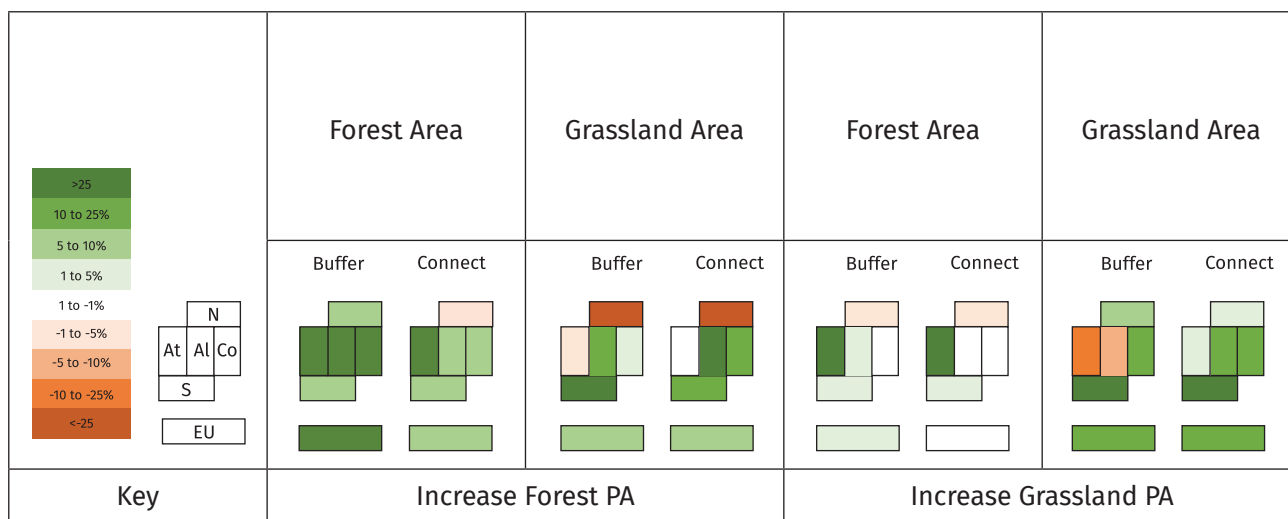 Forest Area
Grassland Area
Forest Area
Grassland Area
>25
10 to 25%
5 to 10%
1 to 5%
1 to -1%
-1 to -5%
-5 to -10%
-10 to -25%
<-25
N
At Al Co
S
EU
Buffer Connect
Buffer Connect
Buffer Connect
Buffer Connect
Key
Increase Forest PA
Increase Grassland PA